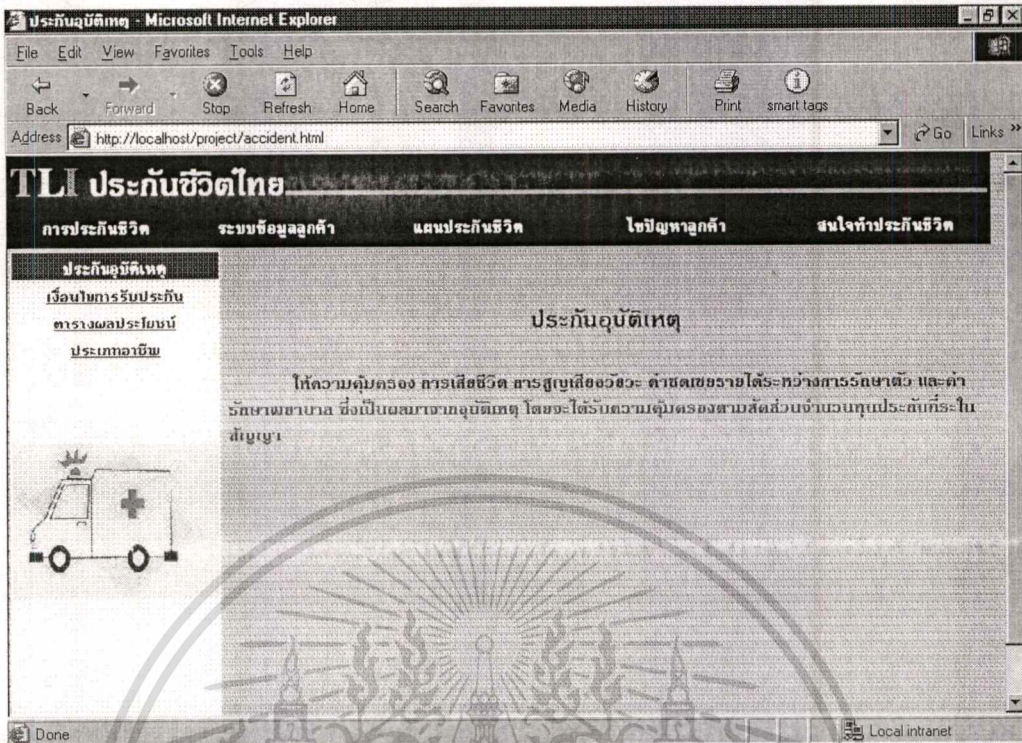 ประกันอุบัติเหตุ - Microsoft Internet Explorer
File Edit View Favorites Tools Help
Back Forward Stop Refresh Home Search Favorites Media History Print smart tags
Address http://localhost/project/accident.html Go Links »
TLI ประกันชีวิตไทย
การประกันชีวิต ระบบข้อมูลลูกค้า แผนประกันชีวิต ไขปัญหาลูกค้า สนใจทำประกันชีวิต
ประกันอุบัติเหตุ
เงื่อนไขการรับประกัน
ตารางผลประโยชน์
ประเภทอาชีพ
ประกันอุบัติเหตุ
ให้ความคุ้มครอง การเสียชีวิต การสูญเสียอวัยวะ ค่าชดเชยรายได้ระหว่างการรักษาตัว และค่า
รักษาพยาบาล ซึ่งเป็นผลมาจากอุบัติเหตุ โดยจะได้รับความคุ้มครองตามสัดส่วนจำนวนทุนประกันที่ระใน
สัญญา
Done Local intranet